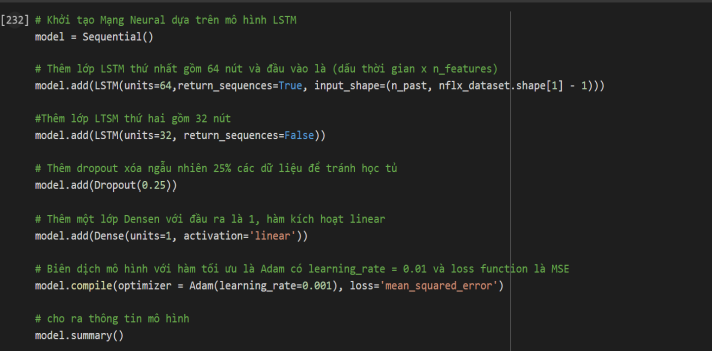 [232] # Khởi tạo Mạng Neural dựa trên mô hình LSTM
model = Sequential()
# Thêm lớp LSTM thứ nhất gồm 64 nút và đầu vào là (dấu thời gian x n_features)
model.add(LSTM(units=64,return_sequences=True, input_shape=(n_past, nflx_dataset.shape[1] - 1)))
#Thêm lớp LTSM thứ hai gồm 32 nút
model.add(LSTM(units=32, return_sequences=False))
# Thêm dropout xóa ngẫu nhiên 25% các dữ liệu để tránh học tủ
model.add(Dropout(0.25))
# Thêm một lớp Densen với đầu ra là 1, hàm kích hoạt linear
model.add(Dense(units=1, activation='linear'))
# Biên dịch mô hình với hàm tối ưu là Adam có learning_rate = 0.01 và loss function là MSE
model.compile(optimizer = Adam(learning_rate=0.001), loss='mean_squared_error')
# cho ra thông tin mô hình
model.summary()